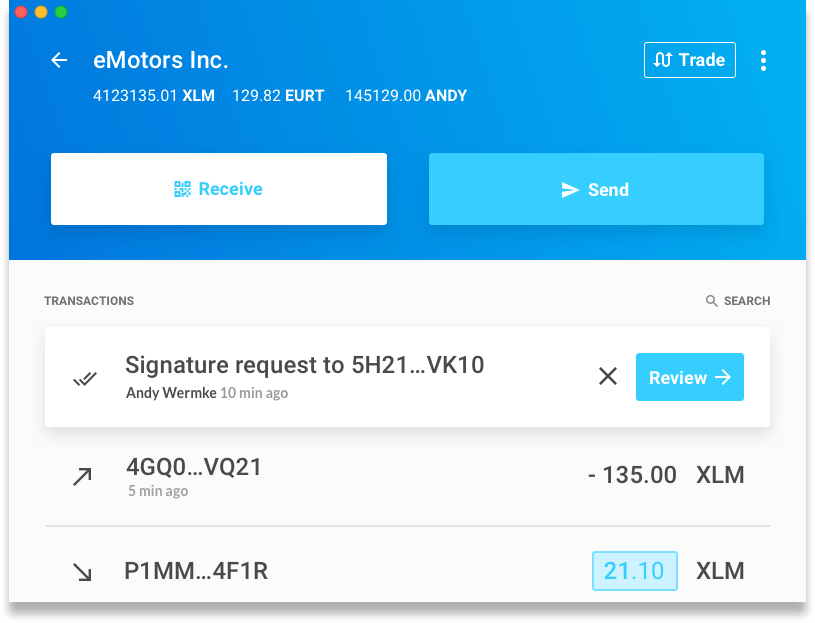 eMotors Inc.
Trade
4123135.01 XLM 129.82 EURT 145129.00 ANDY
Receive
Send
TRANSACTIONS
SEARCH
Signature request to 5H21...VK10
Andy Wermke 10 min ago
Review
4GQ0...VQ21
5 min ago
- 135.00 XLM
P1MM...4F1R
21.10 XLM